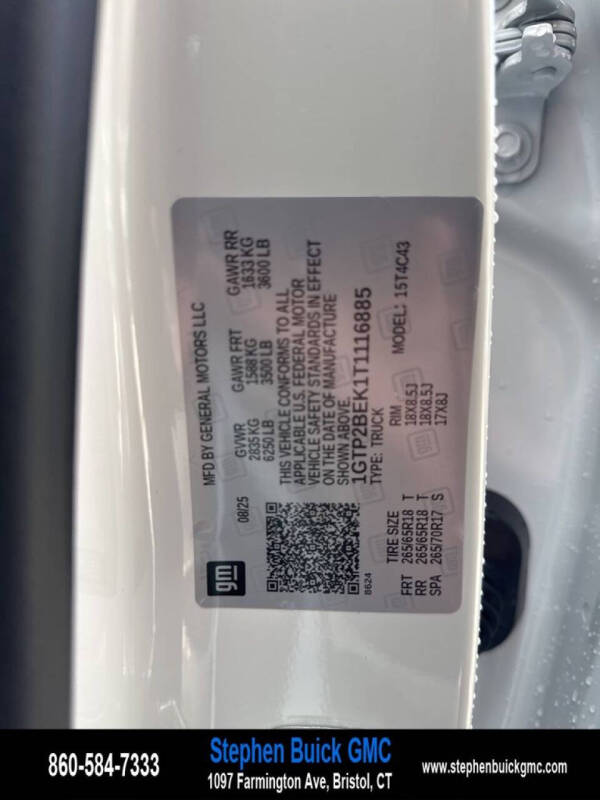 gm
MFD BY GENERAL MOTORS LLC
08/25 GVWR GAWR FRT GAWR RR
2835 KG 1588 KG 1633 KG
6250 LB 3500 LB 3600 LB
THIS VEHICLE CONFORMS TO ALL
APPLICABLE U.S. FEDERAL MOTOR
VEHICLE SAFETY STANDARDS IN EFFECT
ON THE DATE OF MANUFACTURE
SHOWN ABOVE.
1GTP2BEK1T1116885
TYPE: TRUCK MODEL: 15T4C43
8624
TIRE SIZE RIM
FRT 265/65R18 T 18X8.5J
RR 265/65R18 T 18X8.5J
SPA 265/70R17 S 17X8J
860-584-7333
Stephen Buick GMC
1097 Farmington Ave, Bristol, CT
www.stephenbuickgmc.com